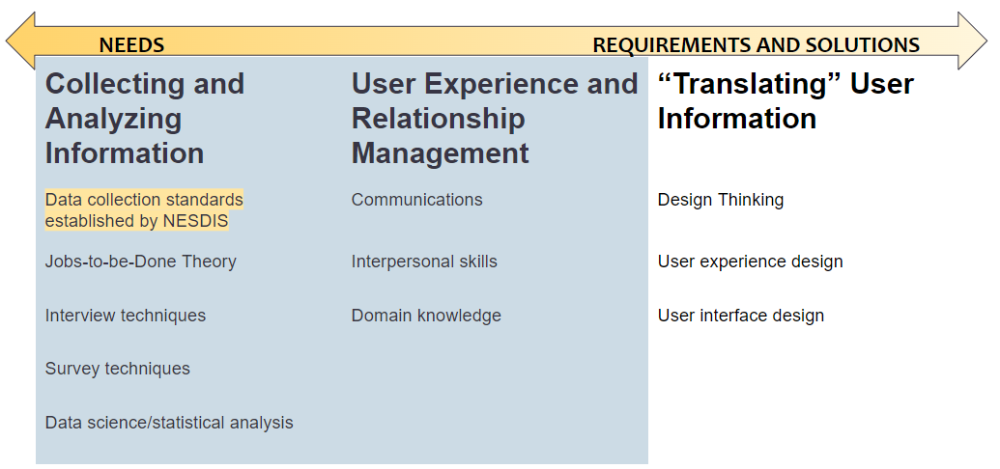 NEEDS
REQUIREMENTS AND SOLUTIONS
Collecting and
Analyzing
Information
Data collection standards
established by NESDIS
Jobs-to-be-Done Theory
Interview techniques
Survey techniques
Data science/statistical analysis
User Experience and
Relationship
Management
Communications
Interpersonal skills
Domain knowledge
“Translating” User
Information
Design Thinking
User experience design
User interface design